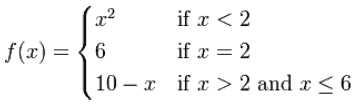 f(x) = { x² if x < 2
6 if x = 2
10 − x if x > 2 and x ≤ 6